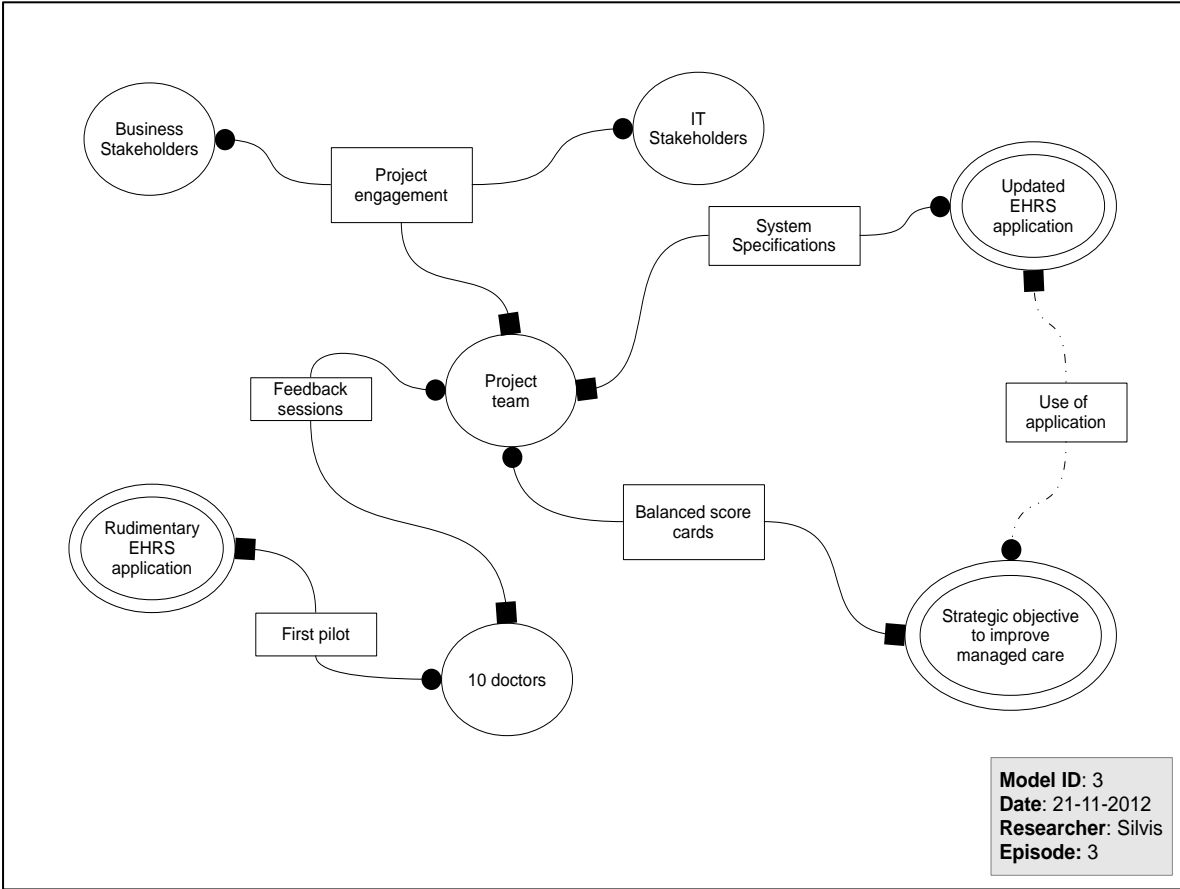 Business
Stakeholders
IT
Stakeholders
Project
engagement
Updated
EHRS
application
System
Specifications
Feedback
sessions
Project
team
Use of
application
Rudimentary
EHRS
application
Balanced score
cards
First pilot
10 doctors
Strategic objective
to improve
managed care
Model ID: 3
Date: 21-11-2012
Researcher: Silvis
Episode: 3